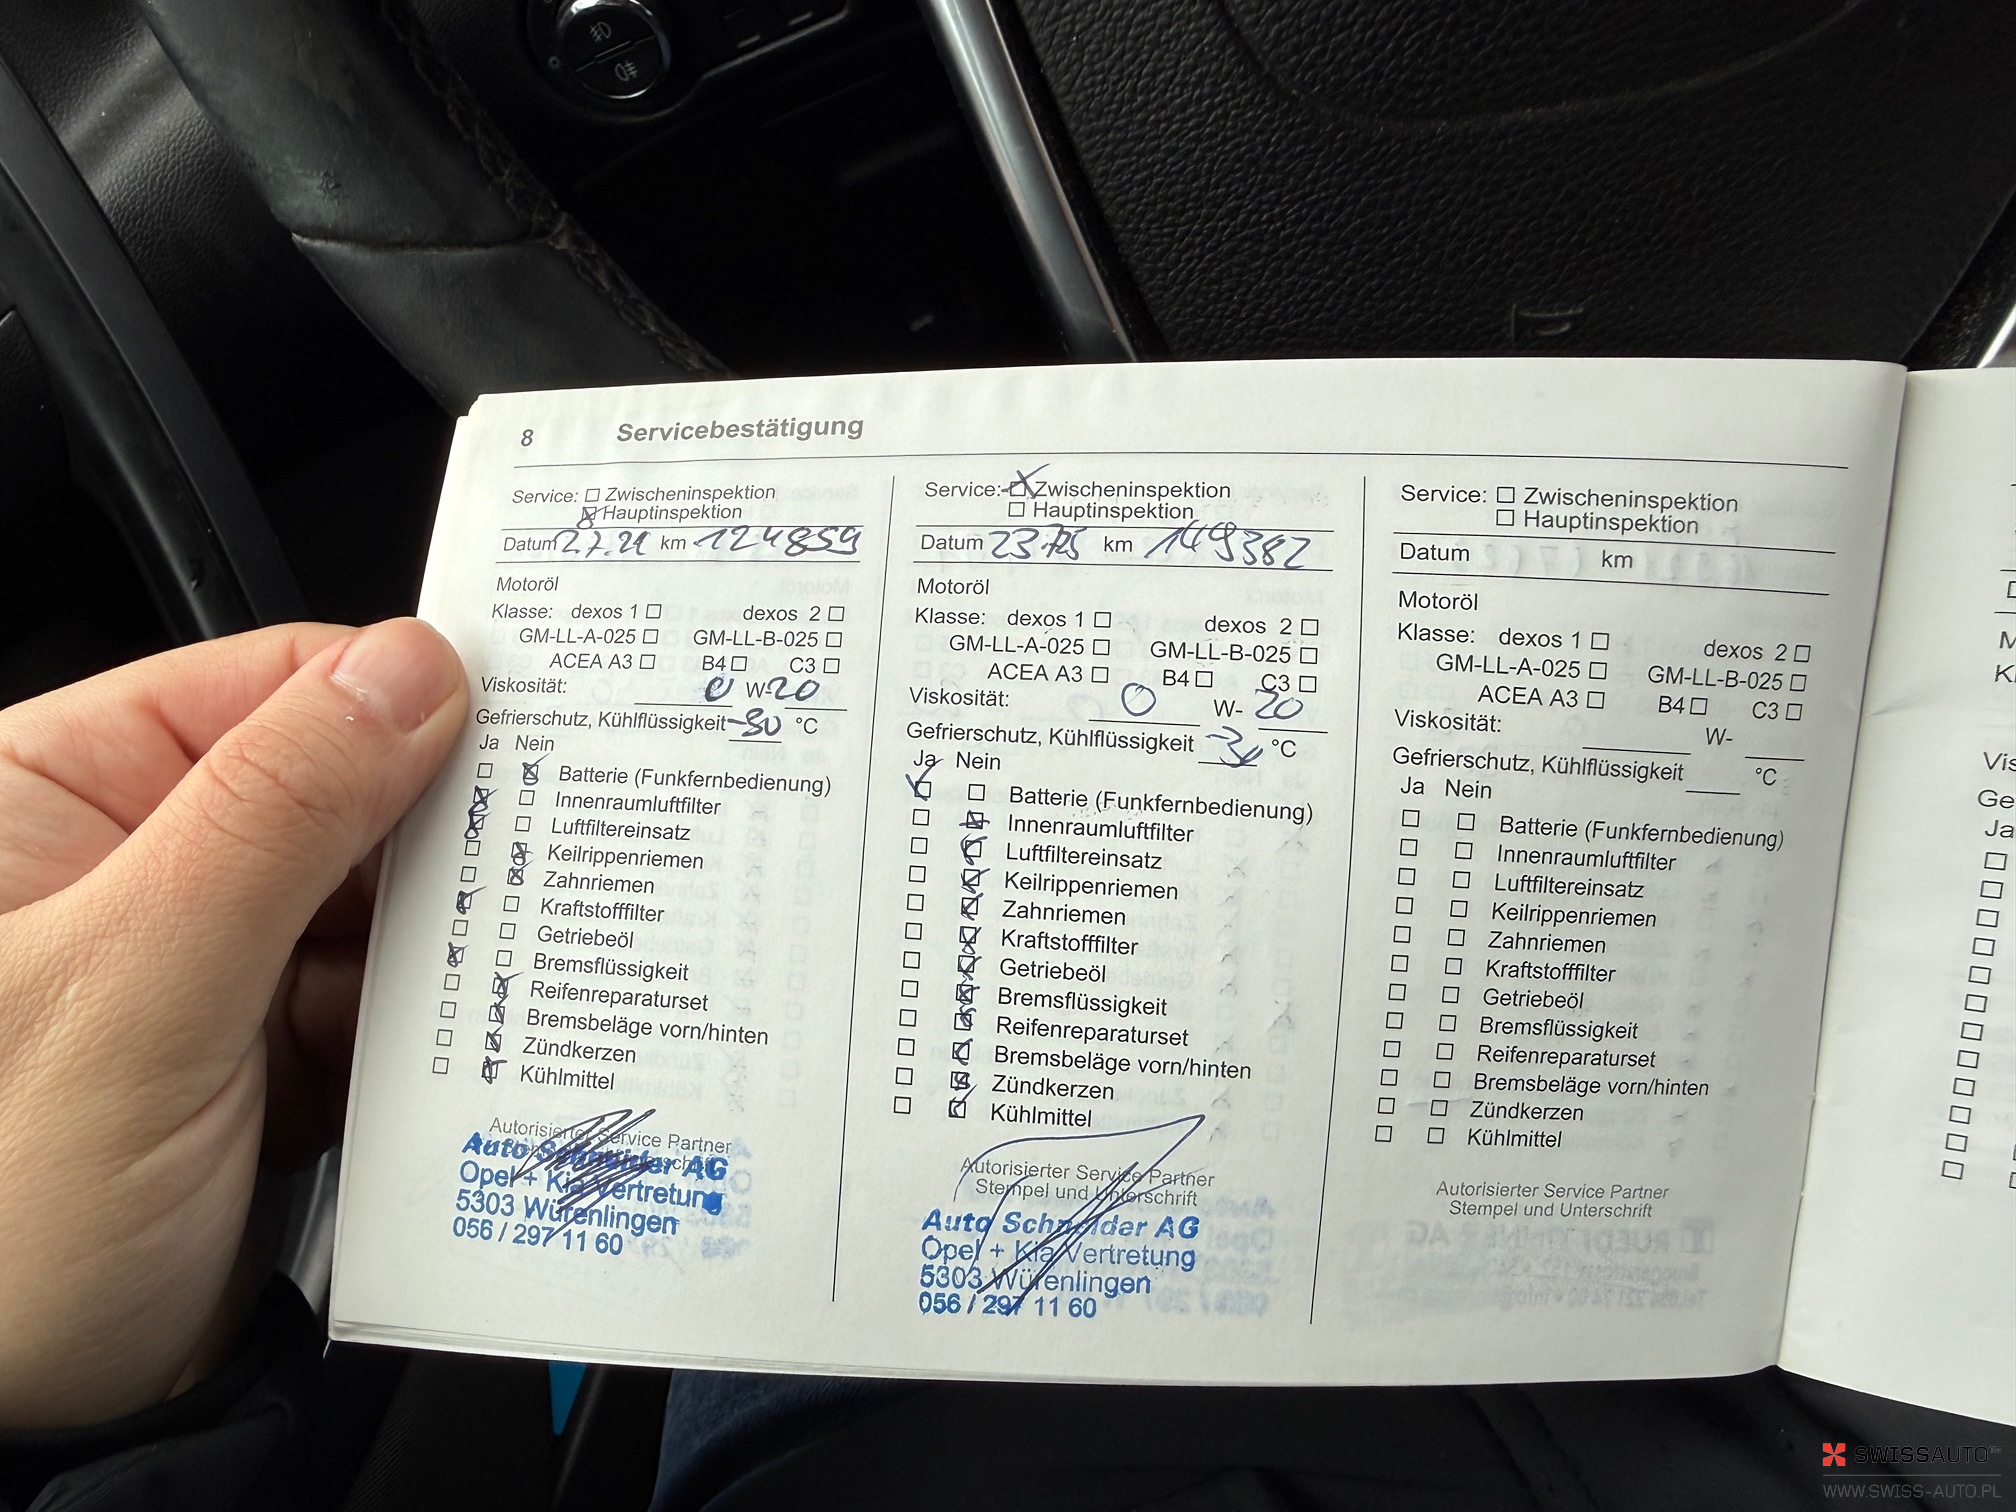 8 Servicebestätigung
Service: Zwischeninspektion
Hauptinspektion
Datum km 124859
Motoröl
Klasse: dexos 1 dexos 2
GM-LL-A-025 GM-LL-B-025
ACEA A3 B4 C3
Viskosität: 0 W-20
Gefrierschutz, Kühlflüssigkeit -30 °C
Ja Nein
Batterie (Funkfernbedienung)
Innenraumluftfilter
Luftfiltereinsatz
Keilrippenriemen
Zahnriemen
Kraftstofffilter
Getriebeöl
Bremsflüssigkeit
Reifenreparaturset
Bremsbeläge vorn/hinten
Zündkerzen
Kühlmittel
Autorisierter Service Partner
Auto Schneider AG
Opel + Kia Vertretung
5303 Würenlingen
056 / 297 11 60
Service: Zwischeninspektion
Hauptinspektion
Datum 23.7.25 km 149382
Motoröl
Klasse: dexos 1 dexos 2
GM-LL-A-025 GM-LL-B-025
ACEA A3 B4 C3
Viskosität: 0 W- 20
Gefrierschutz, Kühlflüssigkeit -30 °C
Ja Nein
Batterie (Funkfernbedienung)
Innenraumluftfilter
Luftfiltereinsatz
Keilrippenriemen
Zahnriemen
Kraftstofffilter
Getriebeöl
Bremsflüssigkeit
Reifenreparaturset
Bremsbeläge vorn/hinten
Zündkerzen
Kühlmittel
Autorisierter Service Partner
Stempel und Unterschrift
Auto Schneider AG
Opel + Kia Vertretung
5303 Würenlingen
056 / 297 11 60
Service: Zwischeninspektion
Hauptinspektion
Datum km
Motoröl
Klasse: dexos 1 dexos 2
GM-LL-A-025 GM-LL-B-025
ACEA A3 B4 C3
Viskosität: W-
Gefrierschutz, Kühlflüssigkeit °C
Ja Nein
Batterie (Funkfernbedienung)
Innenraumluftfilter
Luftfiltereinsatz
Keilrippenriemen
Zahnriemen
Kraftstofffilter
Getriebeöl
Bremsflüssigkeit
Reifenreparaturset
Bremsbeläge vorn/hinten
Zündkerzen
Kühlmittel
Autorisierter Service Partner
Stempel und Unterschrift
SWISSAUTO
WWW.SWISS-AUTO.PL